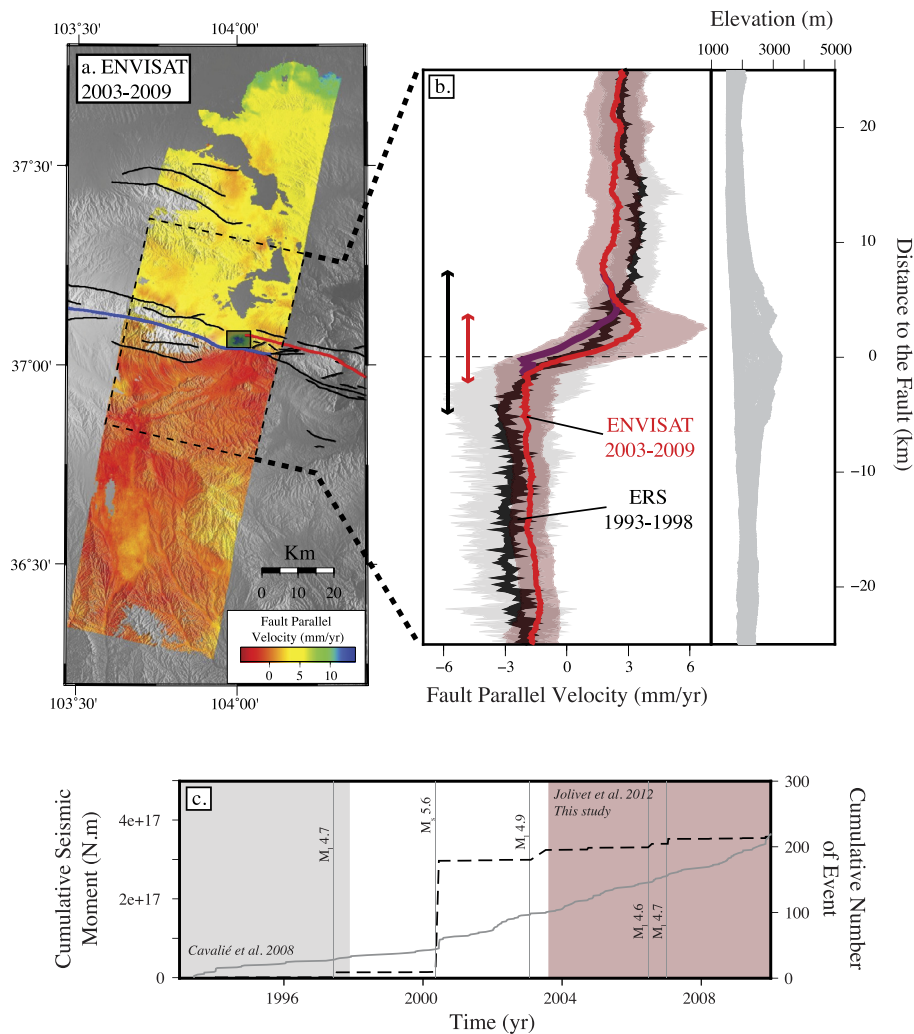 103˚30'
104˚00'
a. ENVISAT
2003-2009
37˚30'
37˚00'
36˚30'
Km
0 10 20
Fault Parallel
Velocity (mm/yr)
0 5 10
103˚30'
104˚00'
Elevation (m)
1000 3000 5000
b.
ENVISAT
2003-2009
ERS
1993-1998
20
10
0
−10
−20
Distance to the Fault (km)
−6 −3 0 3 6
Fault Parallel Velocity (mm/yr)
c.
Cumulative Seismic
Moment (N.m)
4e+17
2e+17
0
Cavalié et al. 2008
Ml 4.7
Ms 5.6
Ml 4.9
Jolivet et al. 2012
This study
Ml 4.6
Ml 4.7
300
200
100
0
Cumulative Number
of Event
1996 2000 2004 2008
Time (yr)